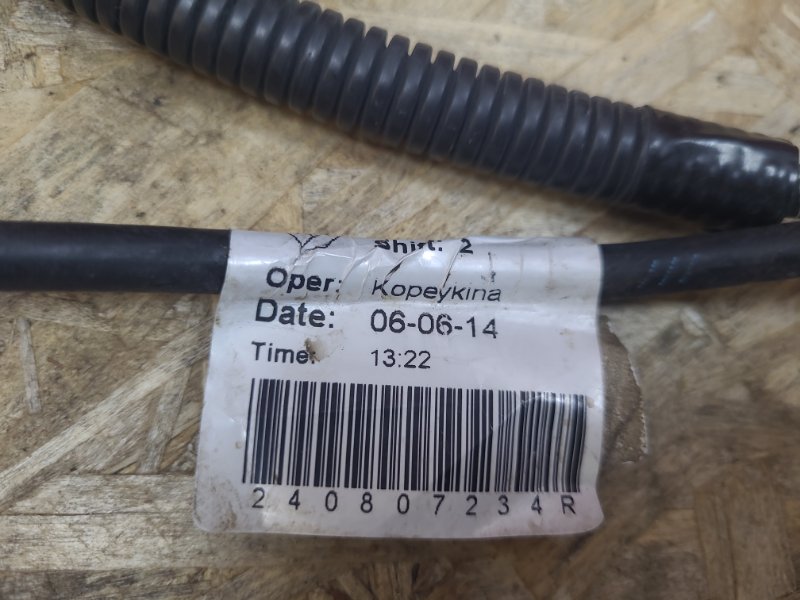 Shift: 2
Oper: Kopeykina
Date: 06-06-14
Time: 13:22
240807234R